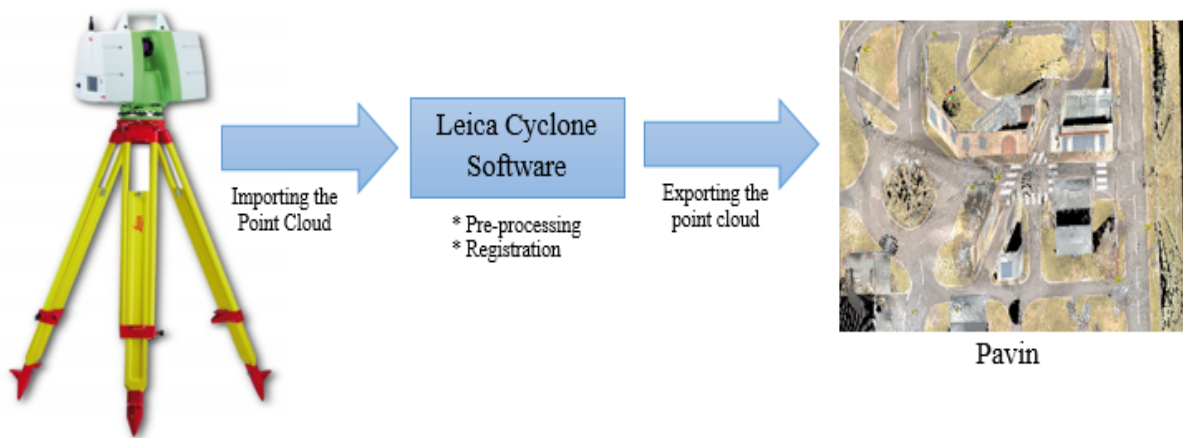 Importing the
Point Cloud
Leica Cyclone
Software
* Pre-processing
* Registration
Exporting the
point cloud
Pavin